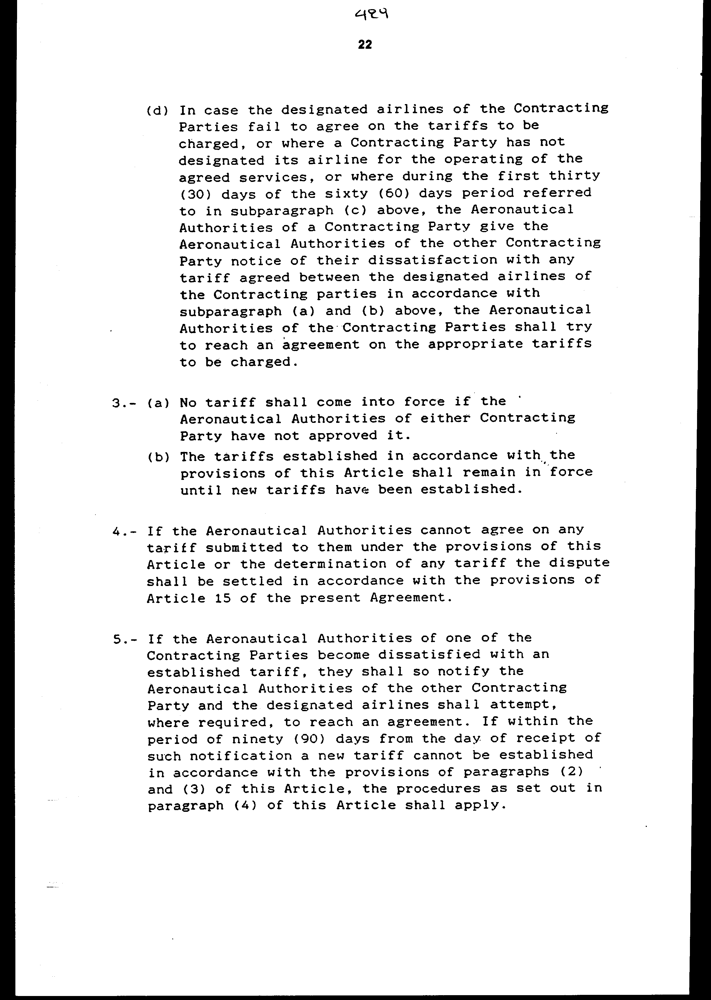 22
(d) In case the designated airlines of the Contracting
Parties fail to agree on the tariffs to be
charged, or where a Contracting Party has not
designated its airline for the operating of the
agreed services, or where during the first thirty
(30) days of the sixty (60) days period referred
to in subparagraph (c) above, the Aeronautical
Authorities of a Contracting Party give the
Aeronautical Authorities of the other Contracting
Party notice of their dissatisfaction with any
tariff agreed between the designated airlines of
the Contracting parties in accordance with
subparagraph (a) and (b) above, the Aeronautical
Authorities of the Contracting Parties shall try
to reach an agreement on the appropriate tariffs
to be charged.
3.- (a) No tariff shall come into force if the
Aeronautical Authorities of either Contracting
Party have not approved it.
(b) The tariffs established in accordance with the
provisions of this Article shall remain in force
until new tariffs have been established.
4.- If the Aeronautical Authorities cannot agree on any
tariff submitted to them under the provisions of this
Article or the determination of any tariff the dispute
shall be settled in accordance with the provisions of
Article 15 of the present Agreement.
5.- If the Aeronautical Authorities of one of the
Contracting Parties become dissatisfied with an
established tariff, they shall so notify the
Aeronautical Authorities of the other Contracting
Party and the designated airlines shall attempt,
where required, to reach an agreement. If within the
period of ninety (90) days from the day of receipt of
such notification a new tariff cannot be established
in accordance with the provisions of paragraphs (2)
and (3) of this Article, the procedures as set out in
paragraph (4) of this Article shall apply.